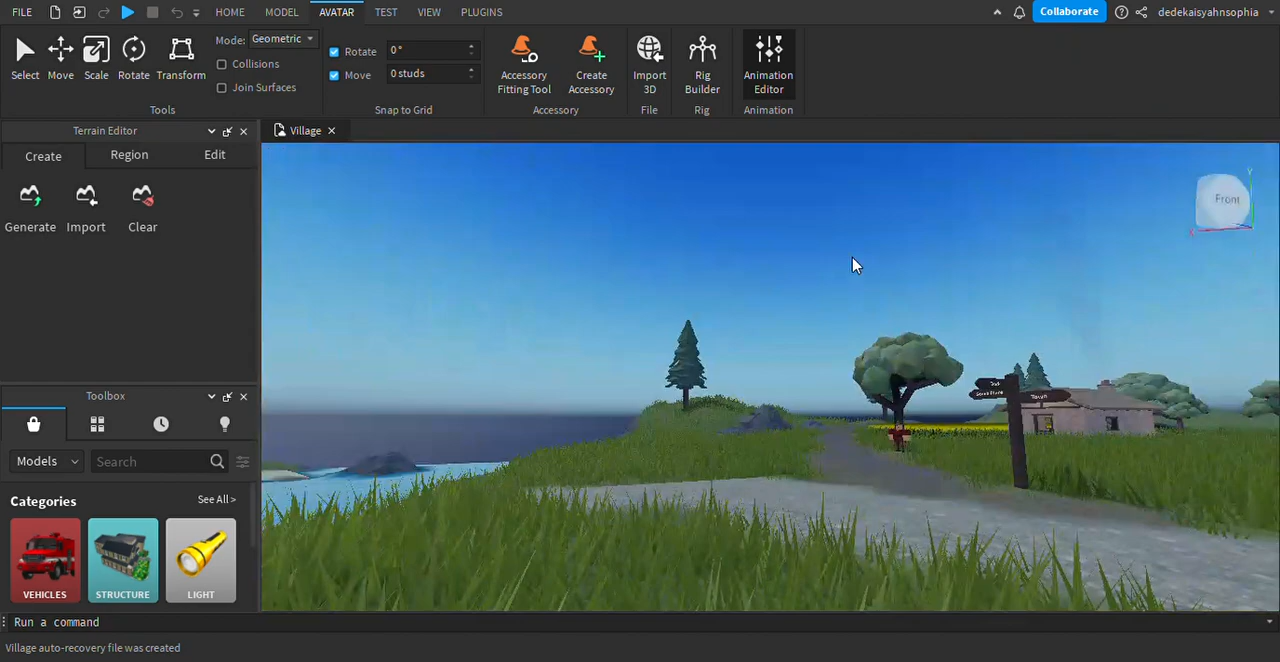 FILE HOME MODEL AVATAR TEST VIEW PLUGINS Collaborate dedekaisyahnsophia
Mode: Geometric
Collisions
Join Surfaces
Select Move Scale Rotate Transform
Tools
Rotate 0°
Move 0 studs
Snap to Grid
Accessory
Fitting Tool
Create
Accessory
Accessory
Import
3D
File
Rig
Builder
Rig
Animation
Editor
Animation
Terrain Editor
Create Region Edit
Generate Import Clear
Village
Front
Y
X
Town
Toolbox
Models Search
Categories See All >
VEHICLES STRUCTURE LIGHT
Run a command
Village auto-recovery file was created